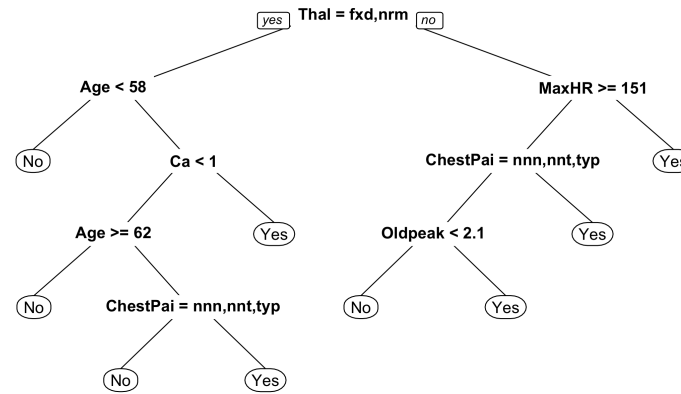 yes Thal = fxd,nrm no
Age < 58 MaxHR >= 151
No Ca < 1 ChestPai = nnn,nnt,typ Yes
Age >= 62 Yes Oldpeak < 2.1 Yes
No ChestPai = nnn,nnt,typ No Yes
No Yes